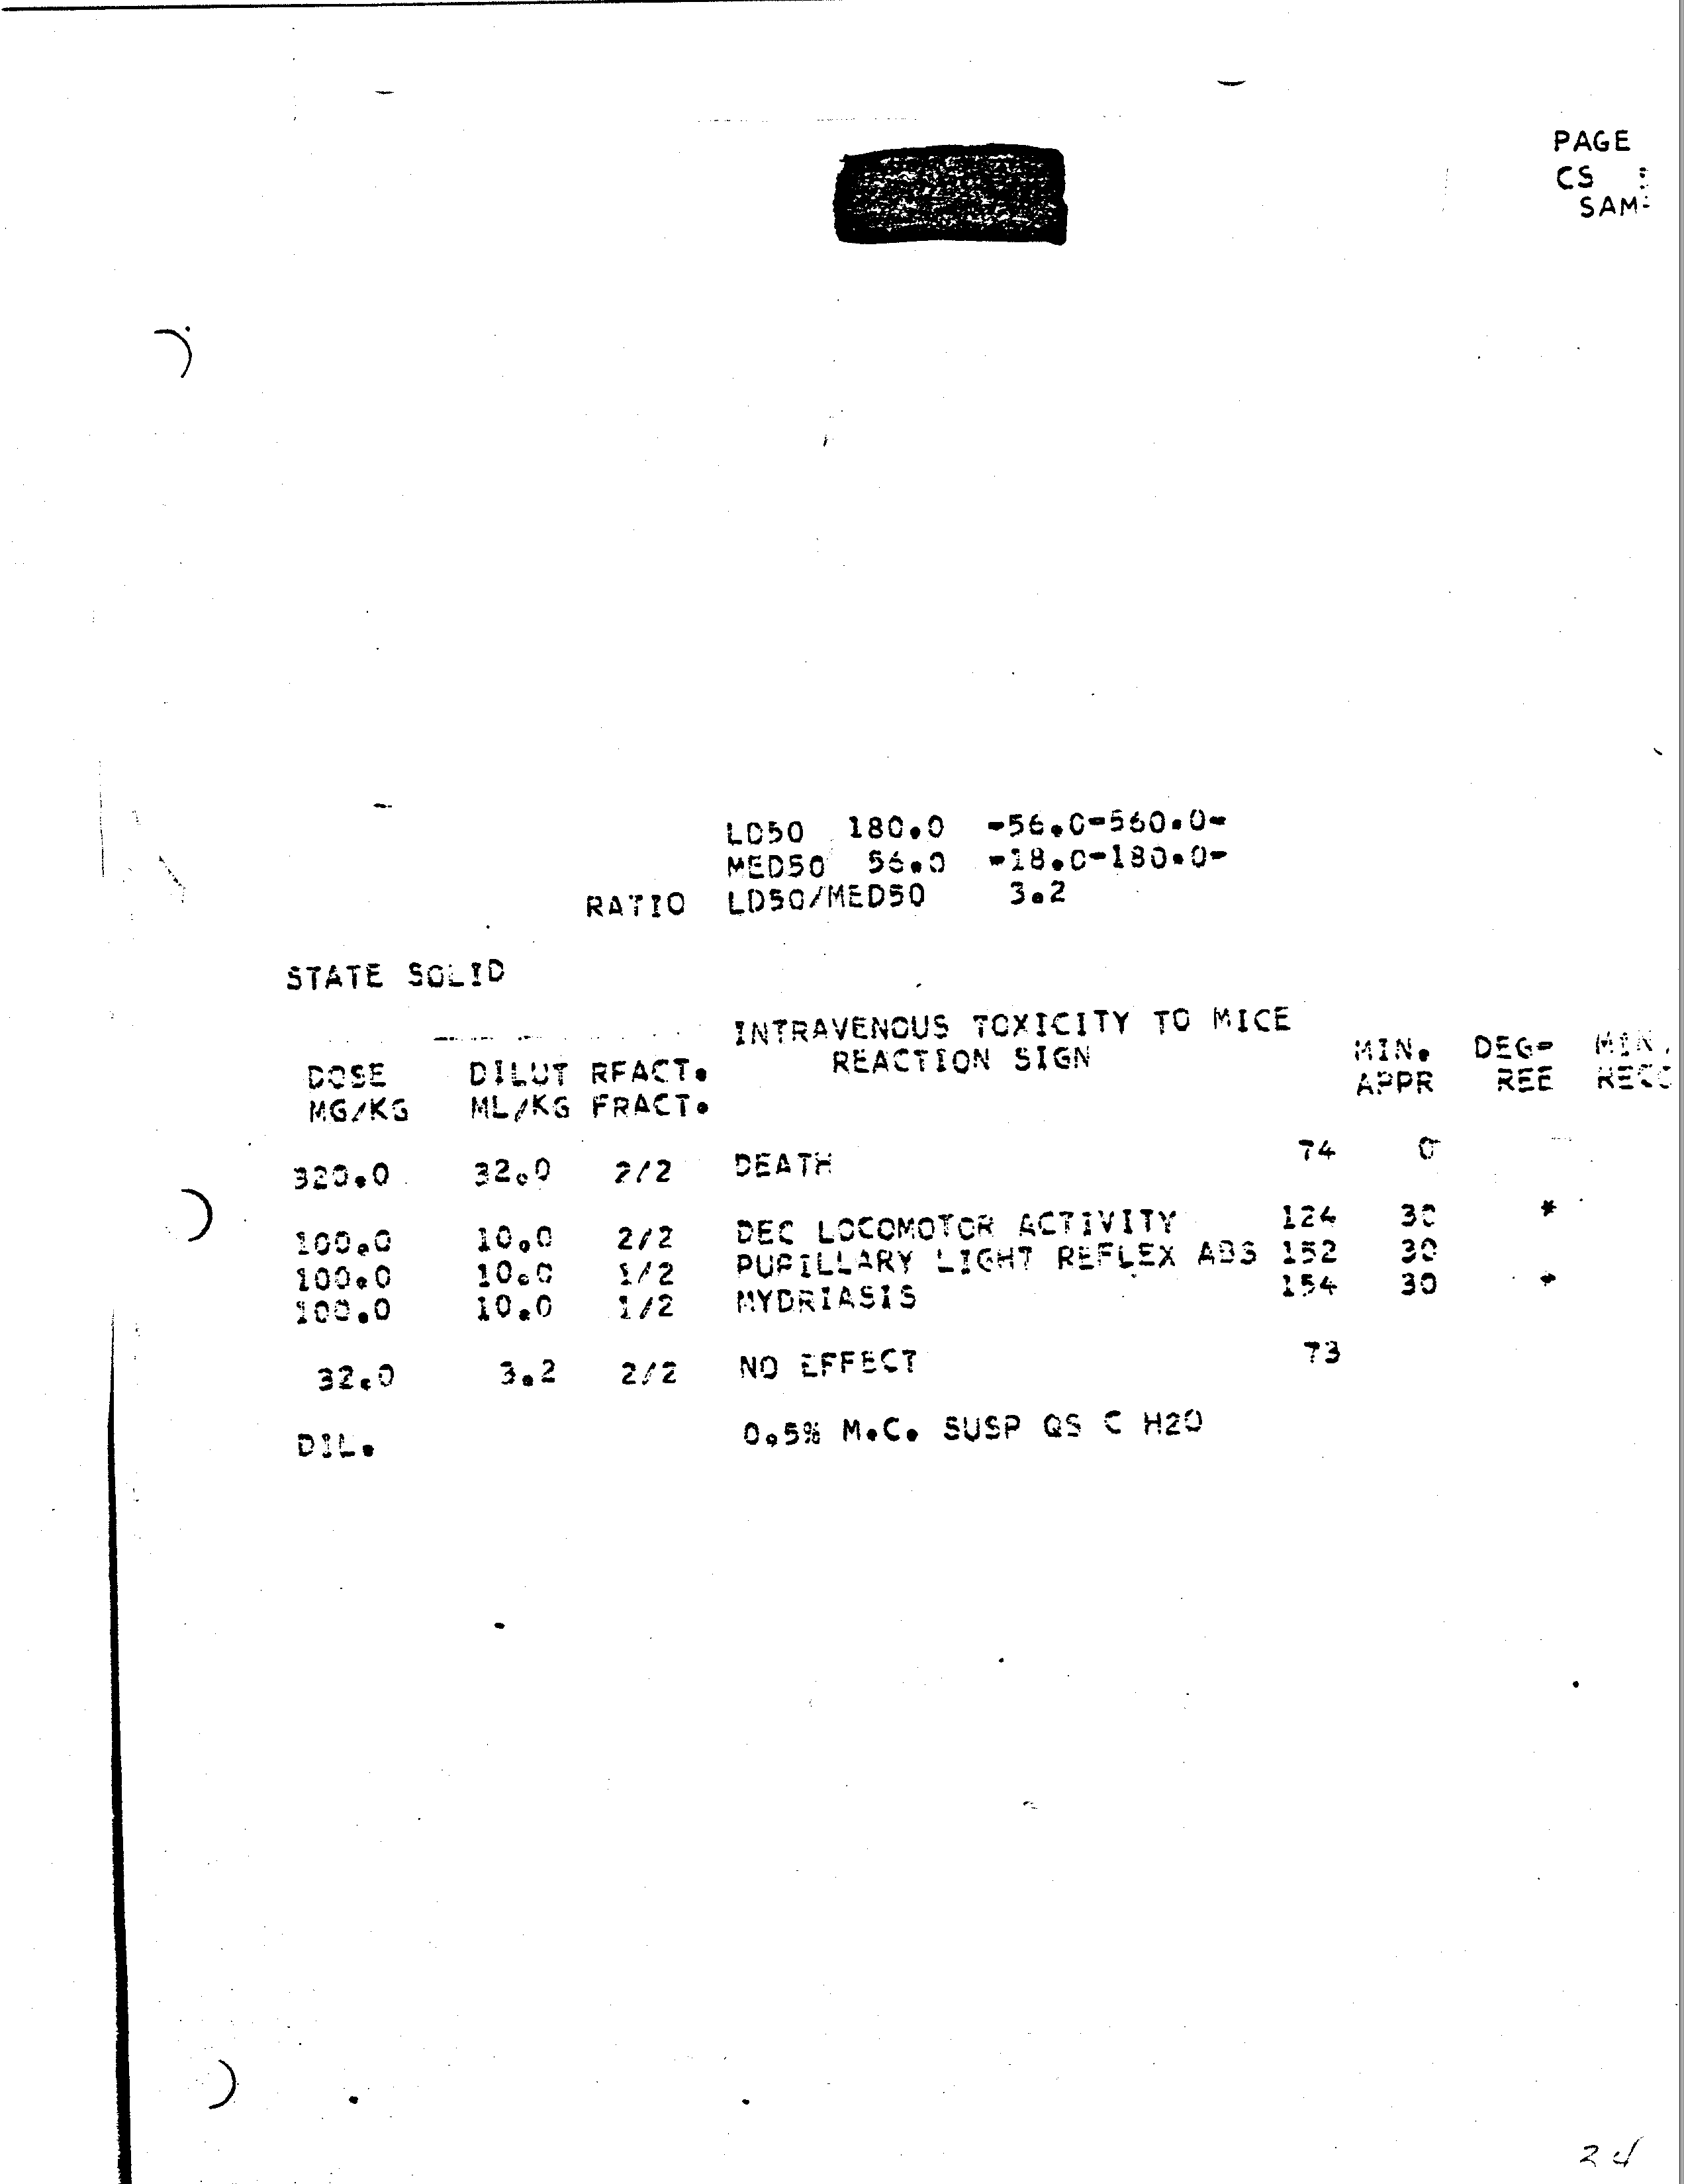 PAGE
CS
SAM
LD50 180.0 -56.0-560.0-
MED50 56.0 -18.0-180.0-
RATIO LD50/MED50 3.2
STATE SOLID
INTRAVENOUS TOXICITY TO MICE
DOSE DILUT RFACT. REACTION SIGN MIN. DEG- MIN.
MG/KG ML/KG FRACT. APPR REE RECO
320.0 32.0 2/2 DEATH 74 0
100.0 10.0 2/2 DEC LOCOMOTOR ACTIVITY 124 30 *
100.0 10.0 1/2 PUPILLARY LIGHT REFLEX ABS 152 30
100.0 10.0 1/2 MYDRIASIS 154 30 +
32.0 3.2 2/2 NO EFFECT 73
DIL. 0.5% M.C. SUSP QS C H2O
24